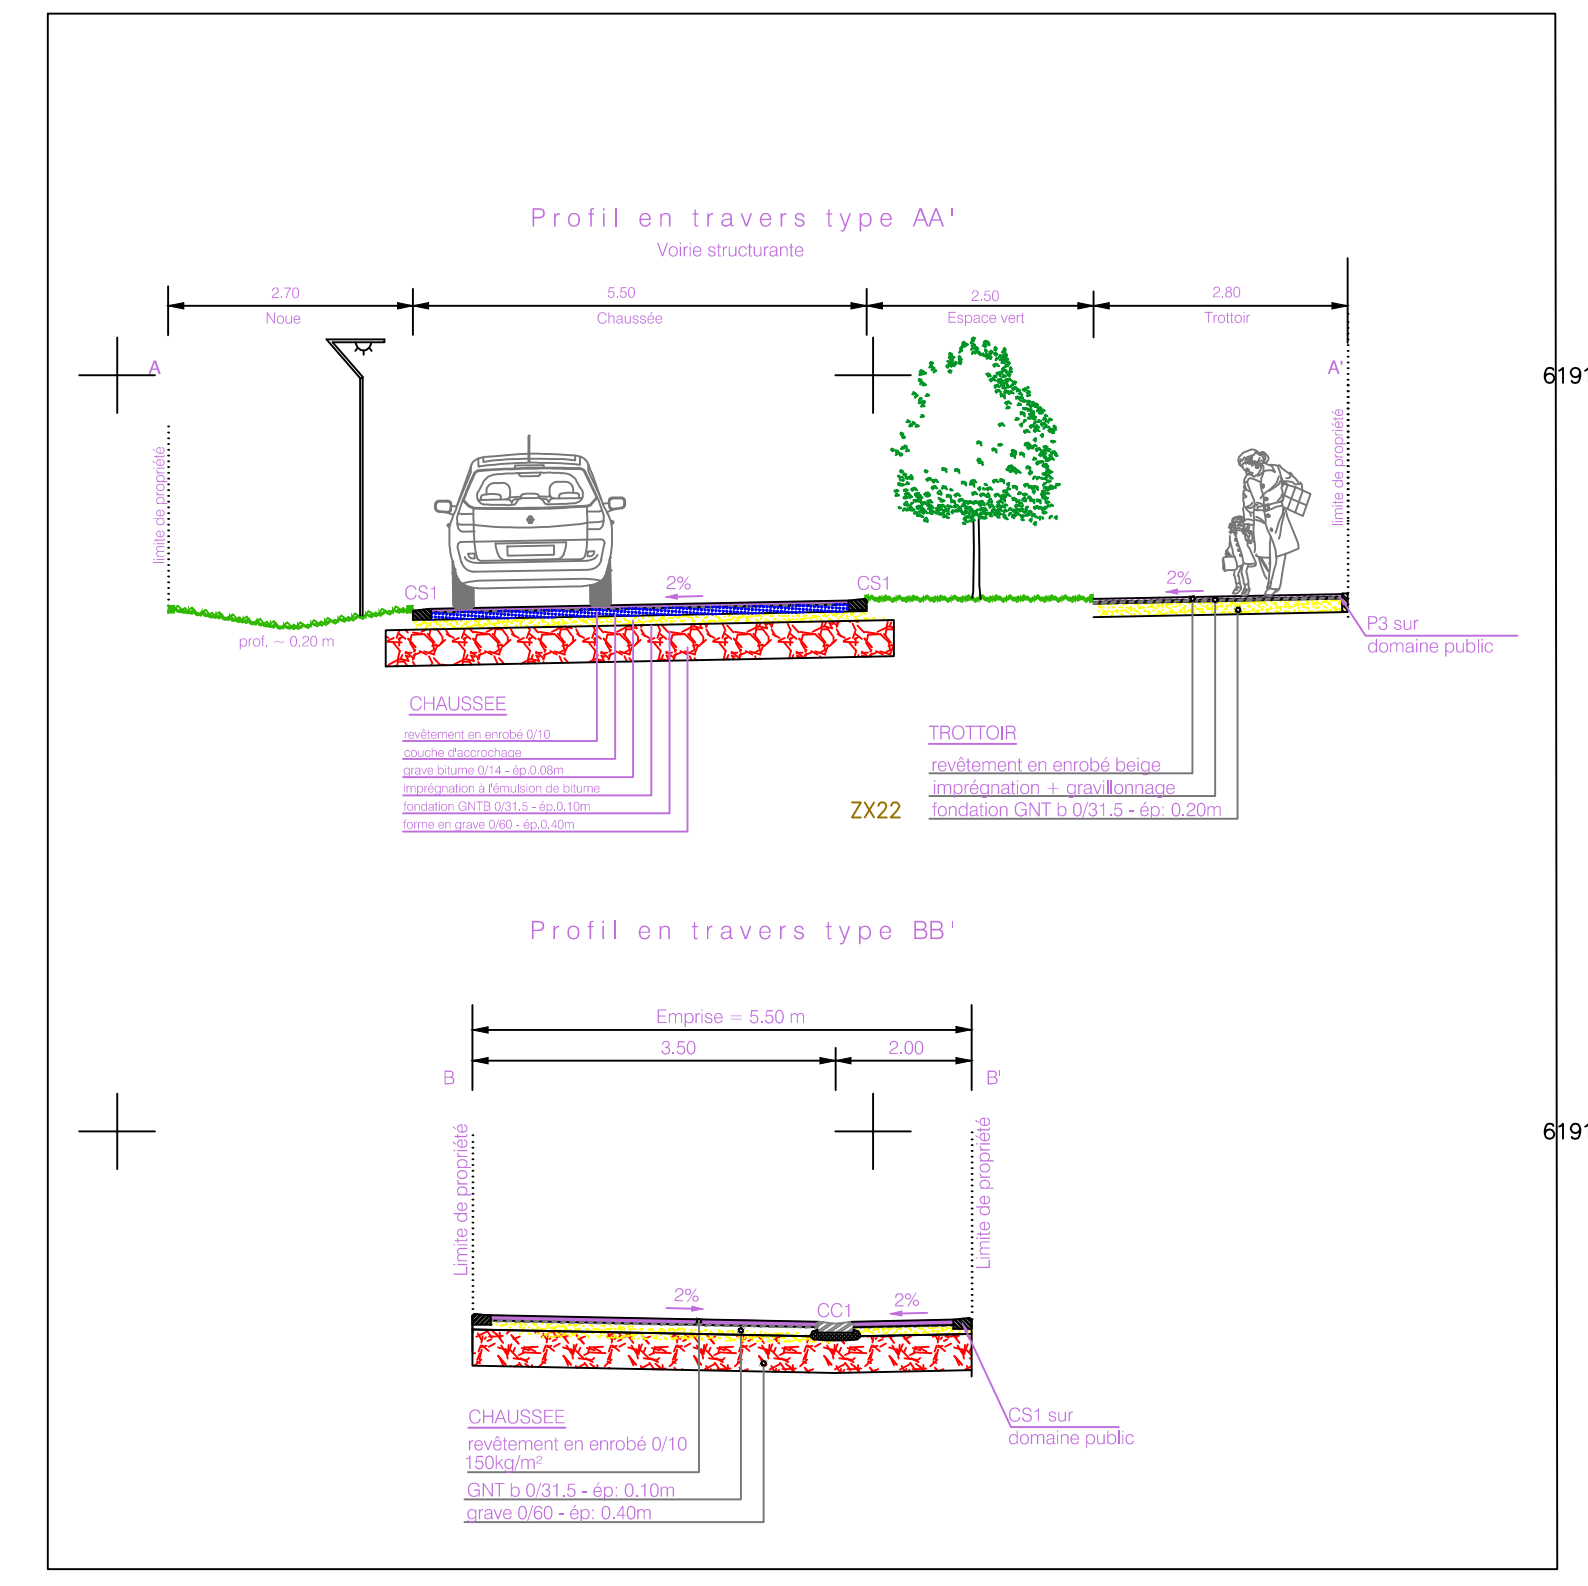 Profil en travers type AA'
Voirie structurante
2.70
5.50
2.50
2.80
Noue
Chaussée
Espace vert
Trottoir
A
A'
6191
limite de propriété
limite de propriété
CS1
2%
CS1
2%
prof. ~ 0.20 m
P3 sur
domaine public
CHAUSSEE
revêtement en enrobé 0/10
couche d'accrochage
grave bitume 0/14 - ép.0.08m
imprégnation à l'émulsion de bitume
fondation GNTB 0/31.5 - ép.0.10m
forme en grave 0/60 - ép.0.40m
TROTTOIR
revêtement en enrobé beige
imprégnation + gravillonnage
fondation GNT b 0/31.5 - ép: 0.20m
ZX22
Profil en travers type BB'
Emprise = 5.50 m
3.50
2.00
B
B'
6191
Limite de propriété
Limite de propriété
2%
CC1
2%
CHAUSSEE
revêtement en enrobé 0/10
150kg/m²
GNT b 0/31.5 - ép: 0.10m
grave 0/60 - ép: 0.40m
CS1 sur
domaine public